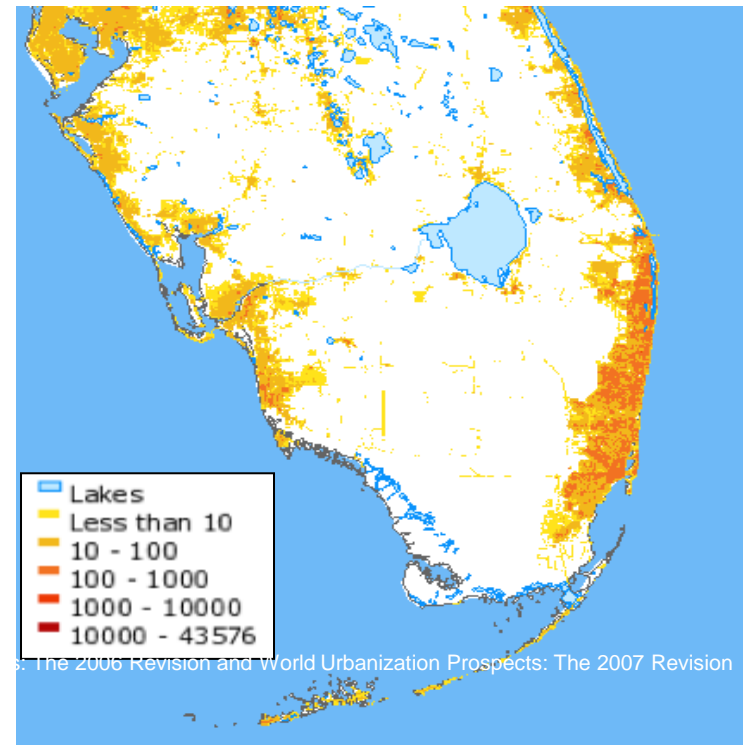 Lakes
Less than 10
10 - 100
100 - 1000
1000 - 10000
10000 - 43576
s: The 2006 Revision and World Urbanization Prospects: The 2007 Revision